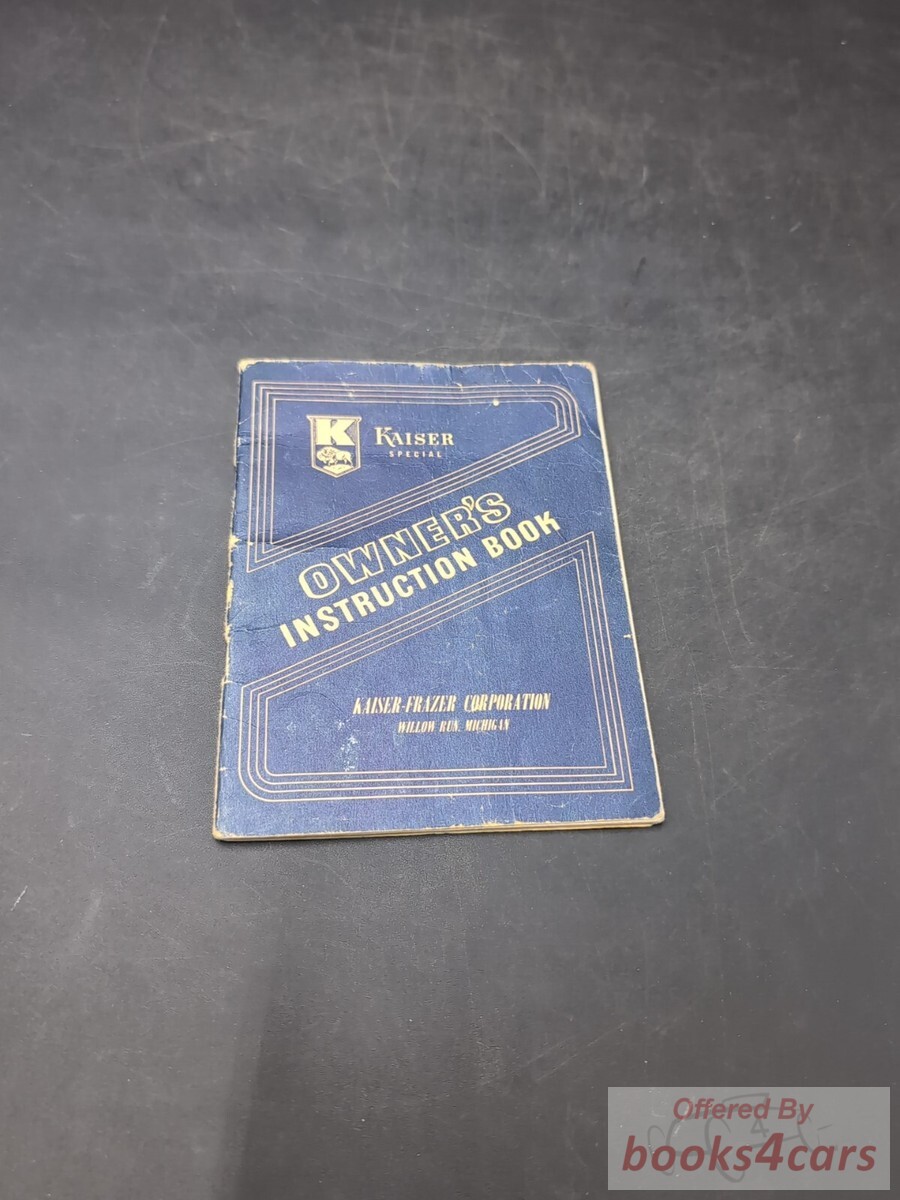 K
KAISER
SPECIAL
OWNER'S
INSTRUCTION BOOK
KAISER-FRAZER CORPORATION
WILLOW RUN, MICHIGAN
Offered By
books4cars